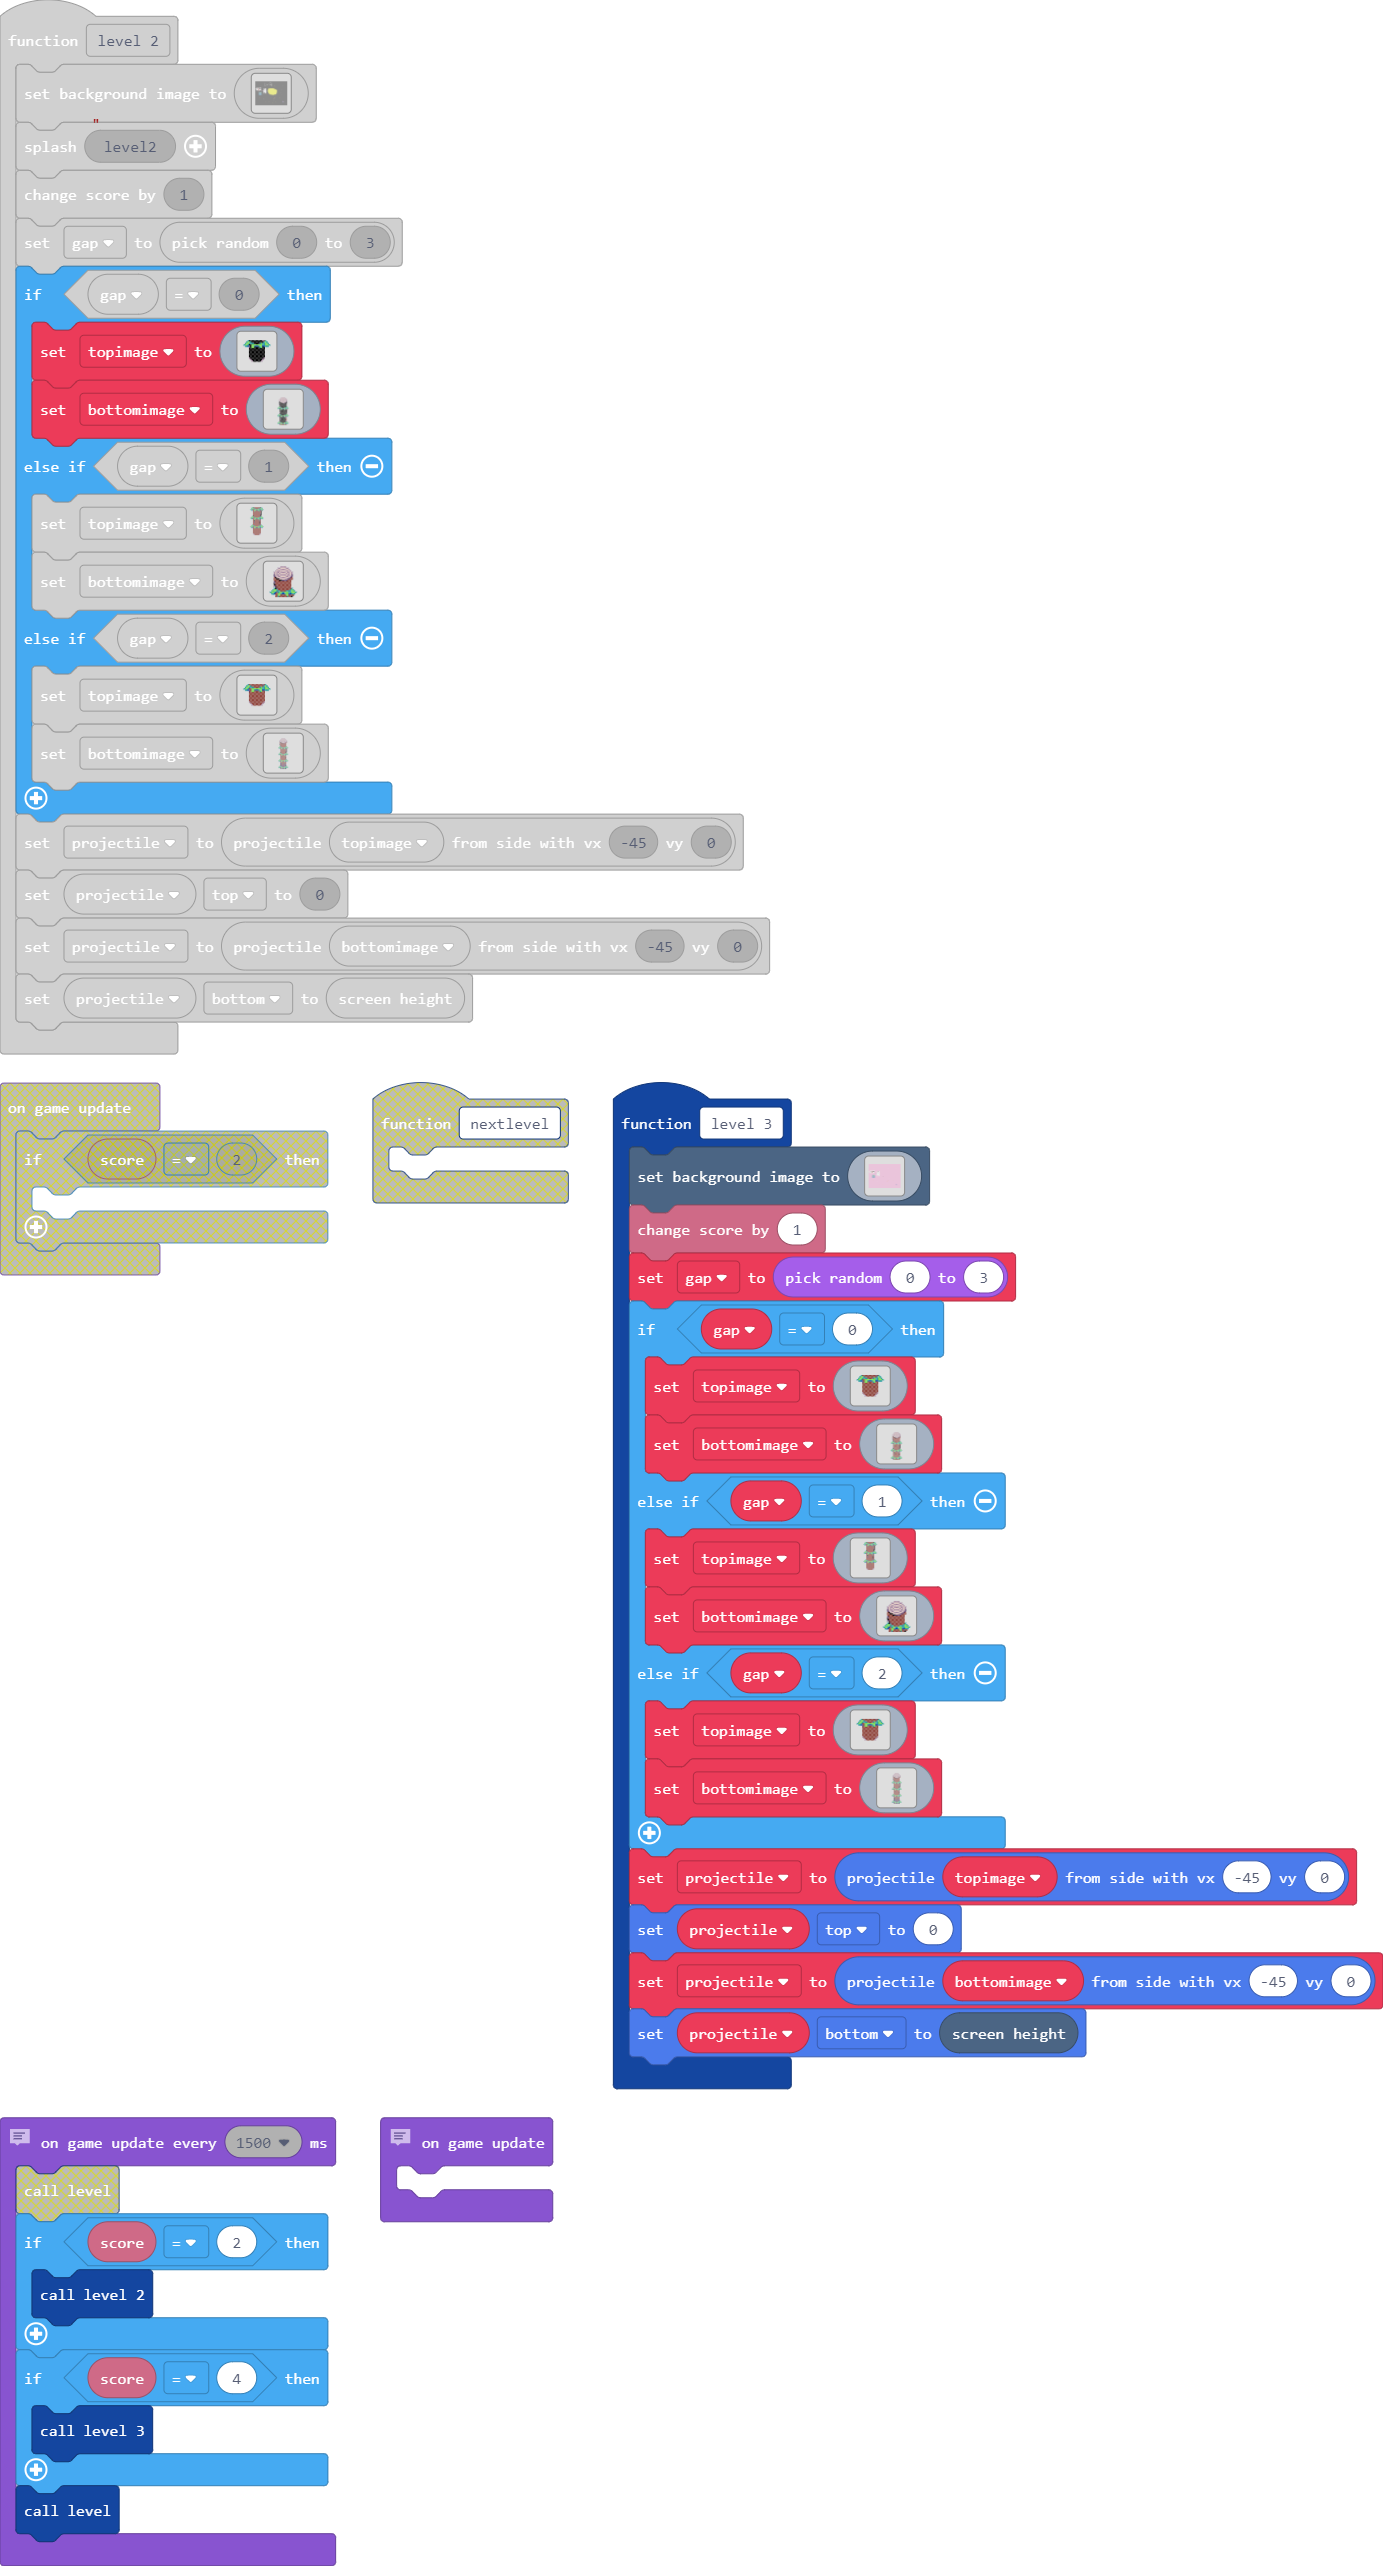 function level 2
set background image to
"
splash level2
change score by 1
set gap to pick random 0 to 3
if gap = 0 then
set topimage to
set bottomimage to
else if gap = 1 then
set topimage to
set bottomimage to
else if gap = 2 then
set topimage to
set bottomimage to
set projectile to projectile topimage from side with vx -45 vy 0
set projectile top to 0
set projectile to projectile bottomimage from side with vx -45 vy 0
set projectile bottom to screen height
on game update
if score = 2 then
function nextlevel
function level 3
set background image to
change score by 1
set gap to pick random 0 to 3
if gap = 0 then
set topimage to
set bottomimage to
else if gap = 1 then
set topimage to
set bottomimage to
else if gap = 2 then
set topimage to
set bottomimage to
set projectile to projectile topimage from side with vx -45 vy 0
set projectile top to 0
set projectile to projectile bottomimage from side with vx -45 vy 0
set projectile bottom to screen height
on game update every 1500 ms
call level
if score = 2 then
call level 2
if score = 4 then
call level 3
call level
on game update